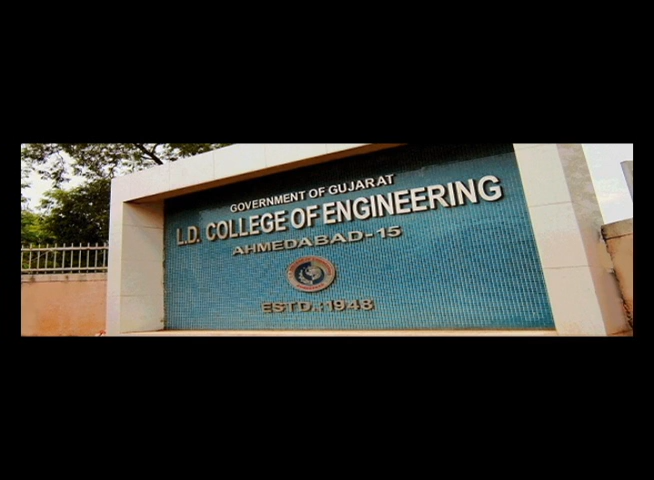 GOVERNMENT OF GUJARAT
L.D. COLLEGE OF ENGINEERING
AHMEDABAD-15
ESTD.:1948